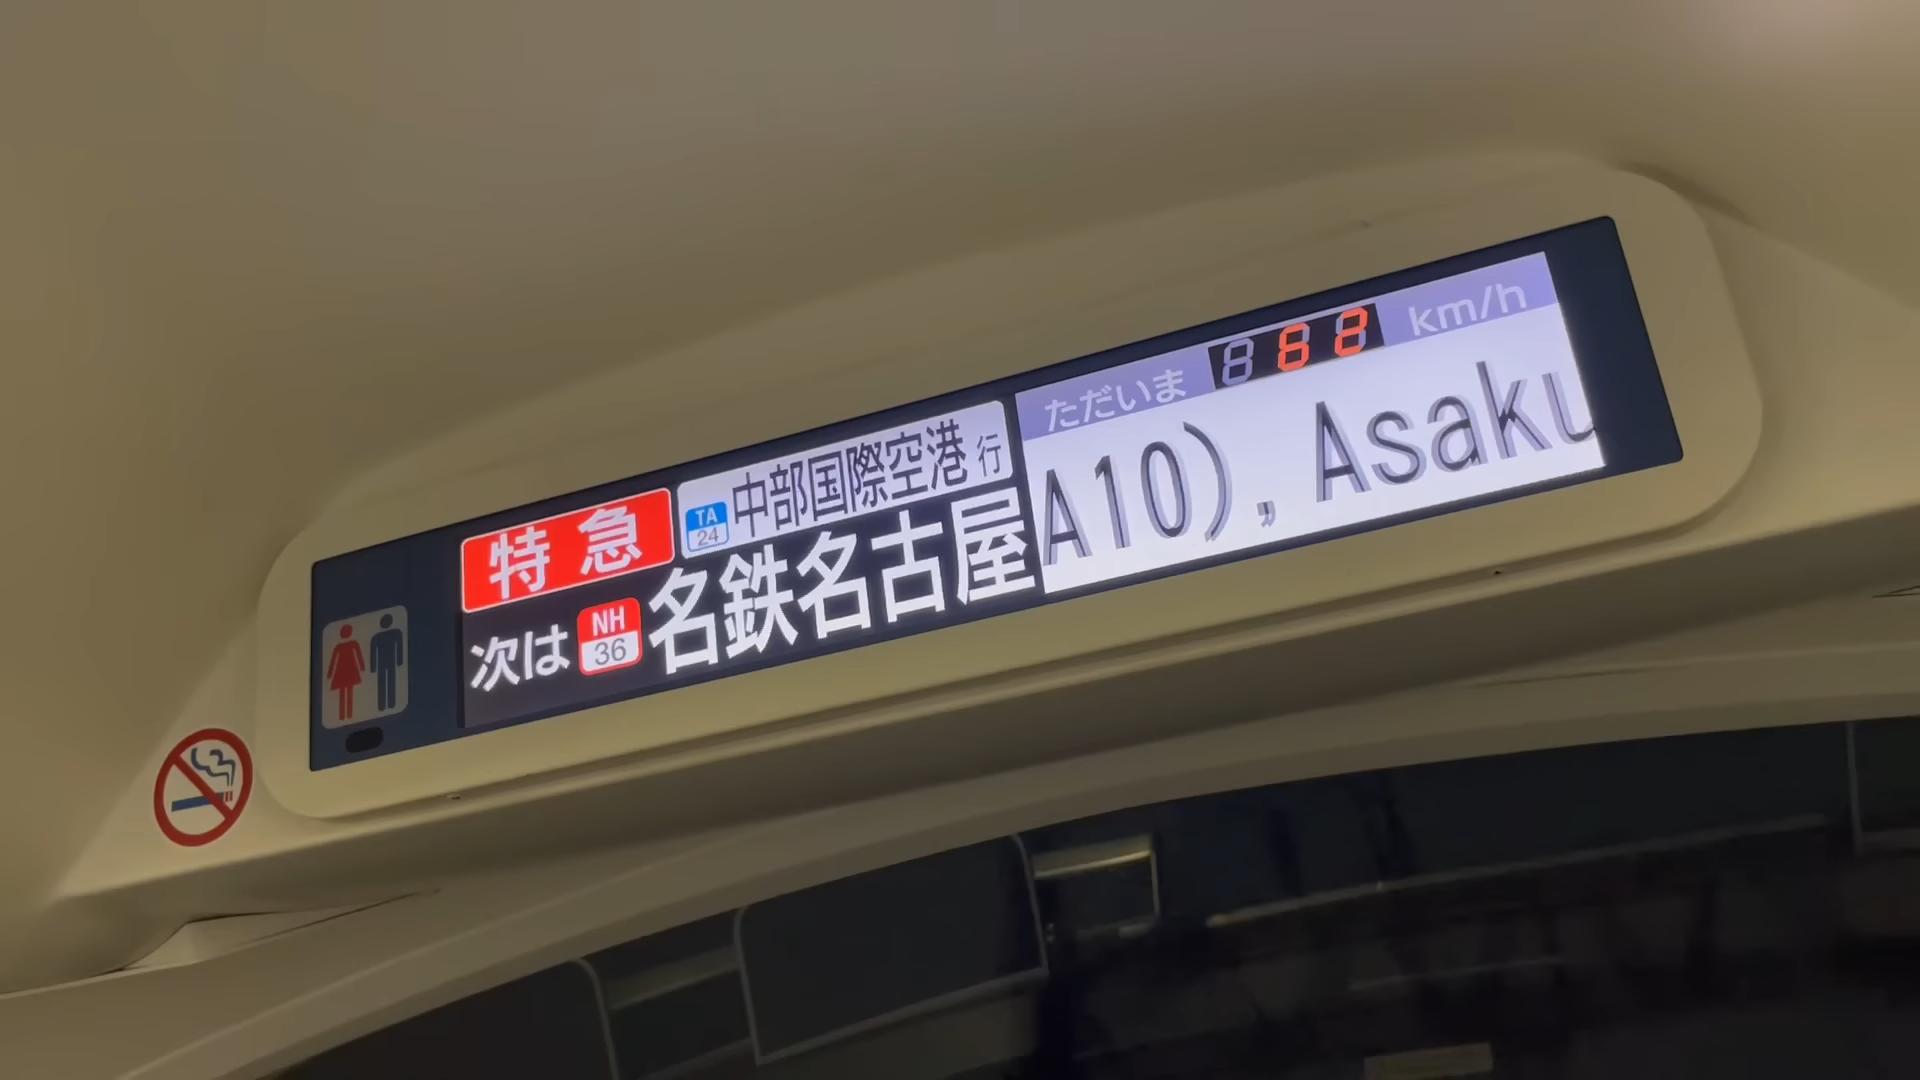 特急
TA 24 中部国際空港 行
次は NH 36 名鉄名古屋
ただいま 62 km/h
A10), Asaku